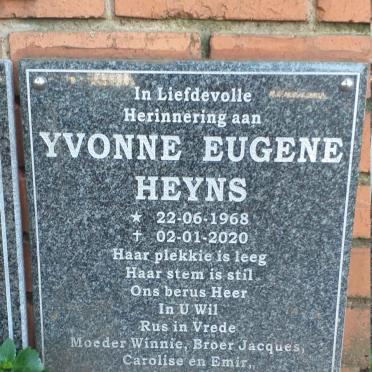 In Liefdevolle
Herinnering aan
YVONNE EUGENE
HEYNS
★ 22-06-1968
✝ 02-01-2020
Haar plekkie is leeg
Haar stem is stil
Ons berus Heer
In U Wil
Rus in Vrede
Moeder Winnie, Broer Jacques,
Carolise en Emir,